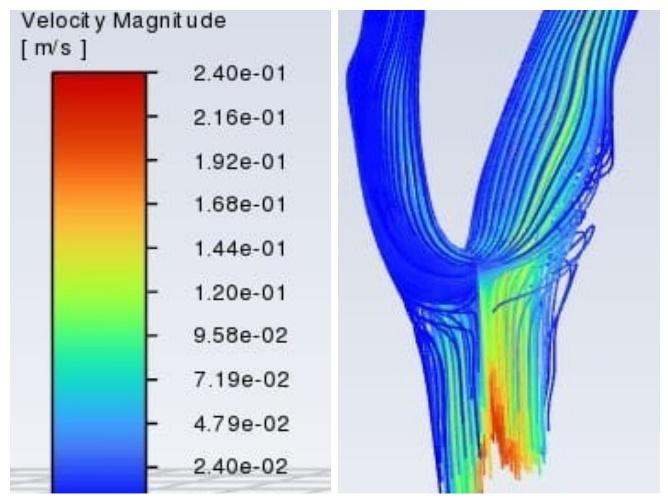 Velocity Magnitude
[ m/s ]
2.40e-01
2.16e-01
1.92e-01
1.68e-01
1.44e-01
1.20e-01
9.58e-02
7.19e-02
4.79e-02
2.40e-02